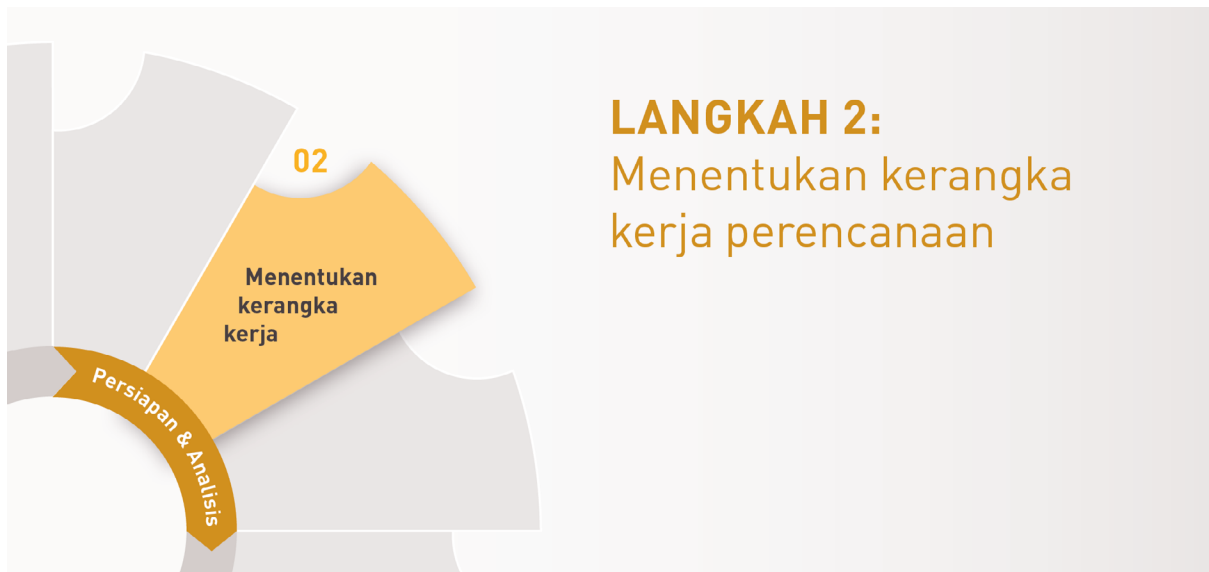 LANGKAH 2:
Menentukan kerangka
kerja perencanaan
02
Menentukan
kerangka
kerja
Persiapan & Analisis